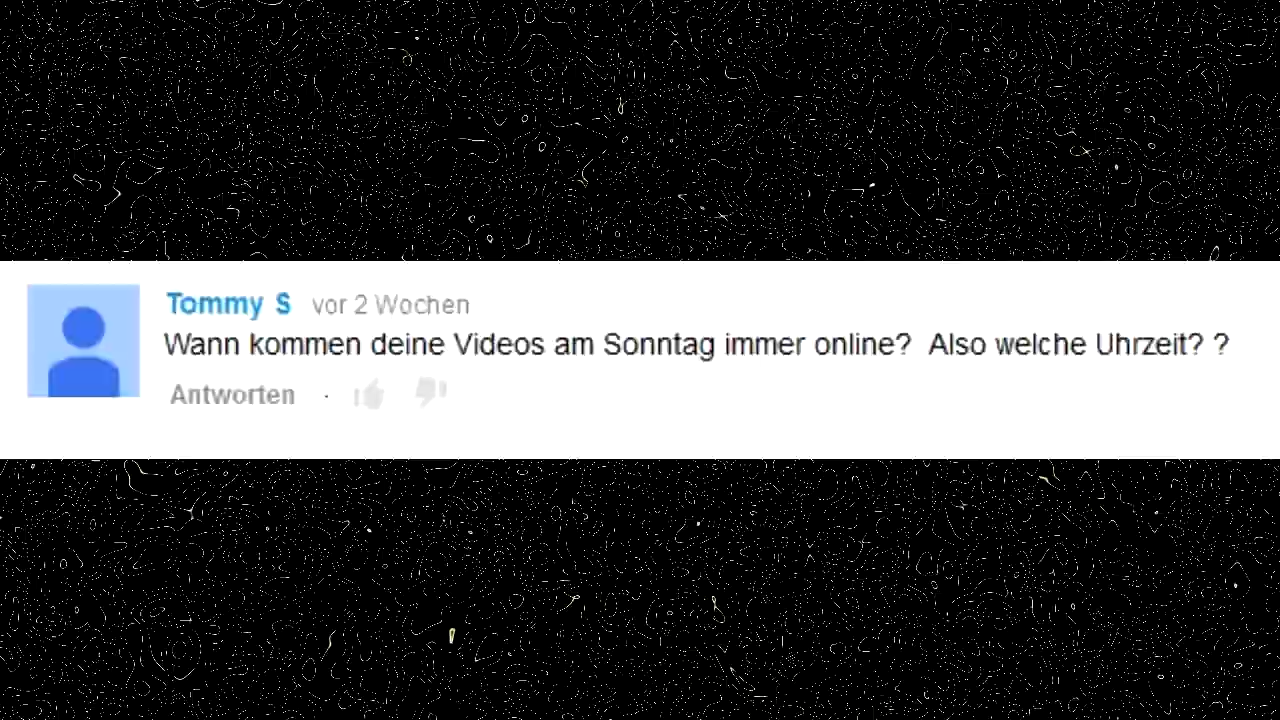 Tommy S vor 2 Wochen
Wann kommen deine Videos am Sonntag immer online? Also welche Uhrzeit? ?
Antworten ·